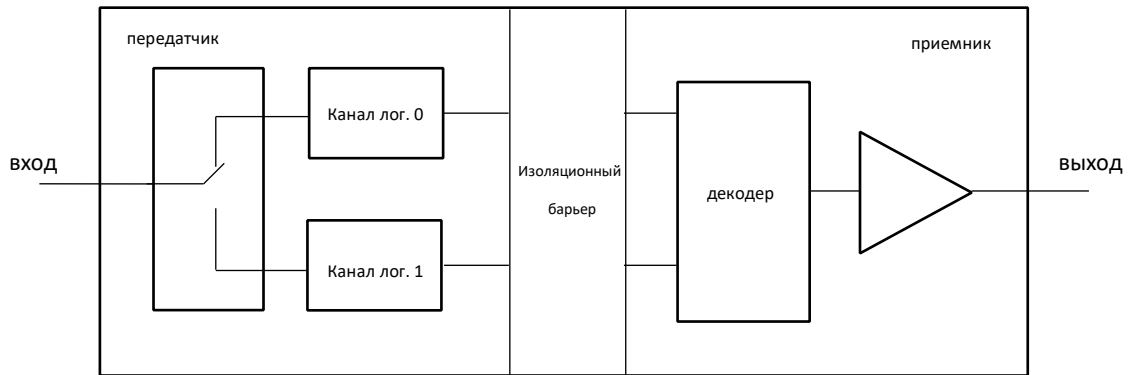 передатчик
приемник
Канал лог. 0
вход
Изоляционный
барьер
декодер
выход
Канал лог. 1